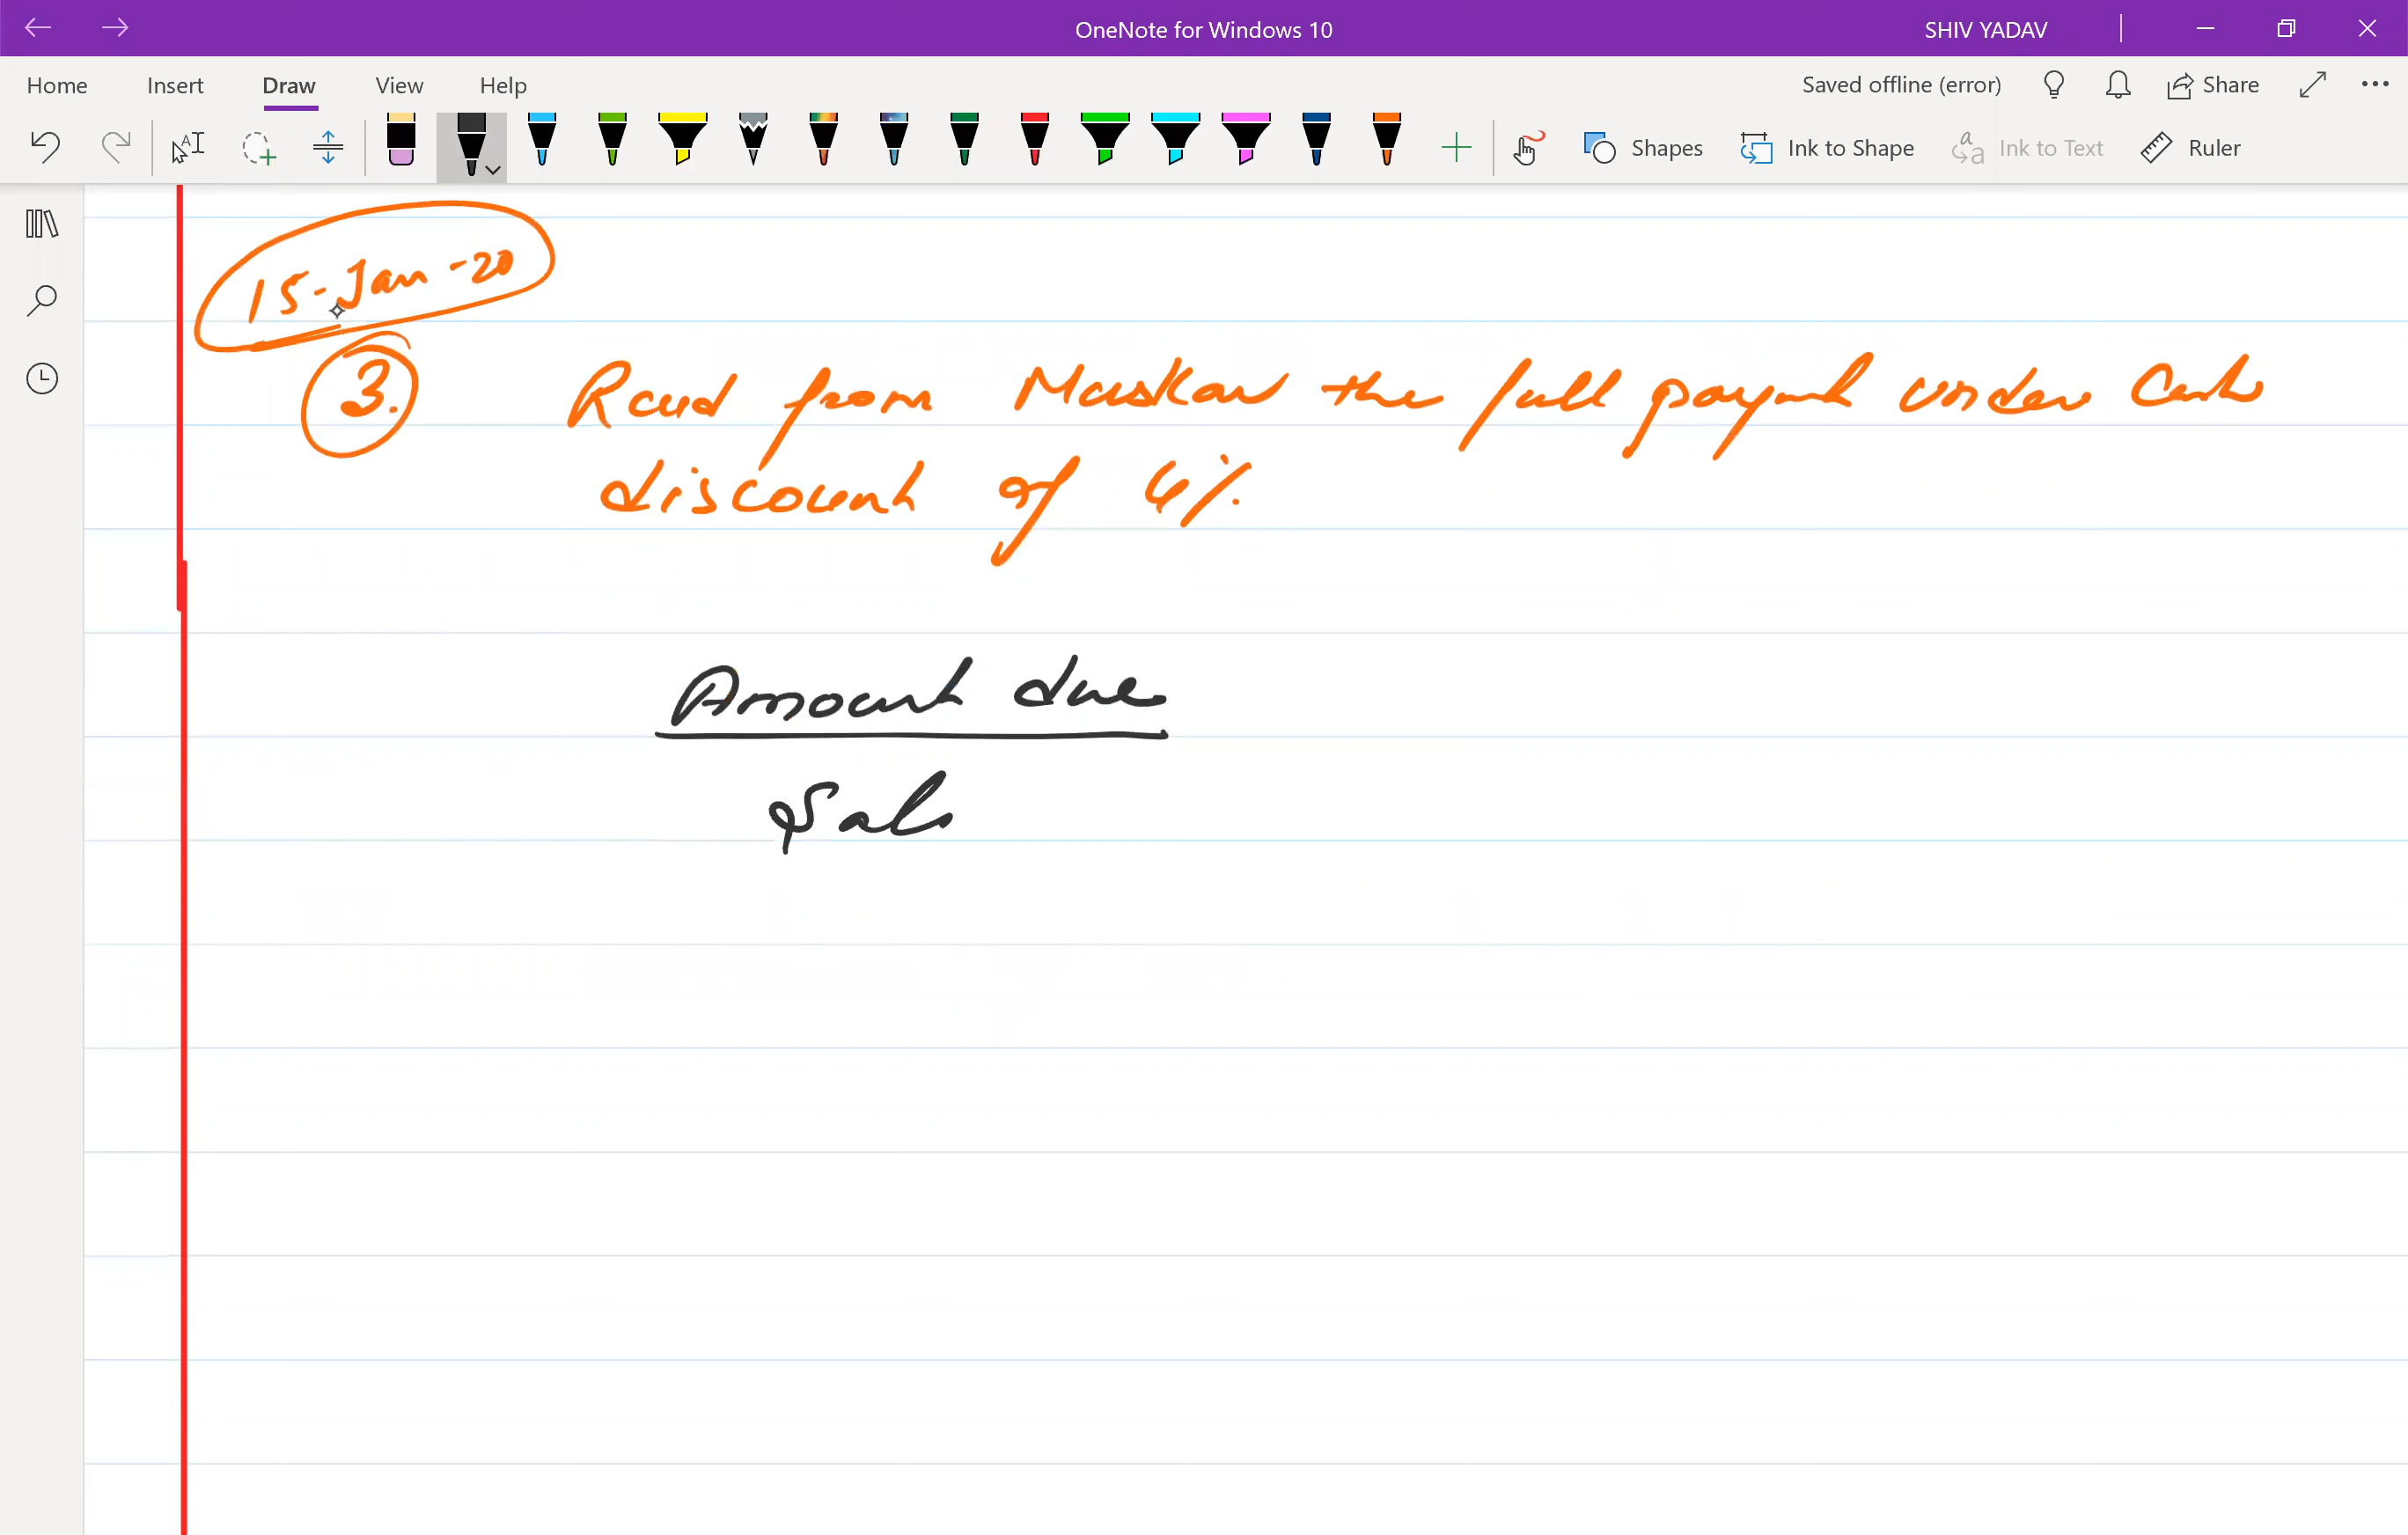 OneNote for Windows 10 SHIV YADAV
Home Insert Draw View Help Saved offline (error) Share
Shapes Ink to Shape Ink to Text Ruler
15-Jan-20
3. Recd from Muskan the full payment under Cash
discount of 4%
Amount due
Sale